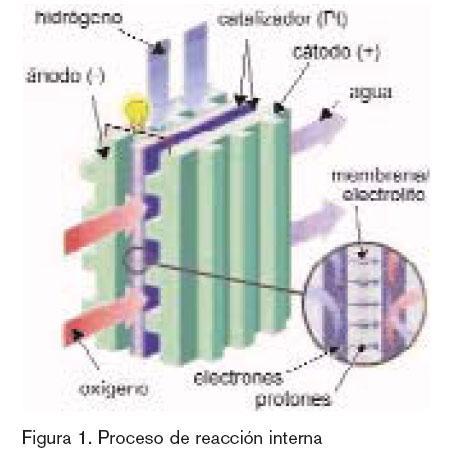 hidrógeno
catalizador (Pt)
cátodo (+)
ánodo (-)
agua
membrana/
electrolito
oxígeno
electrones
protones
Figura 1. Proceso de reacción interna